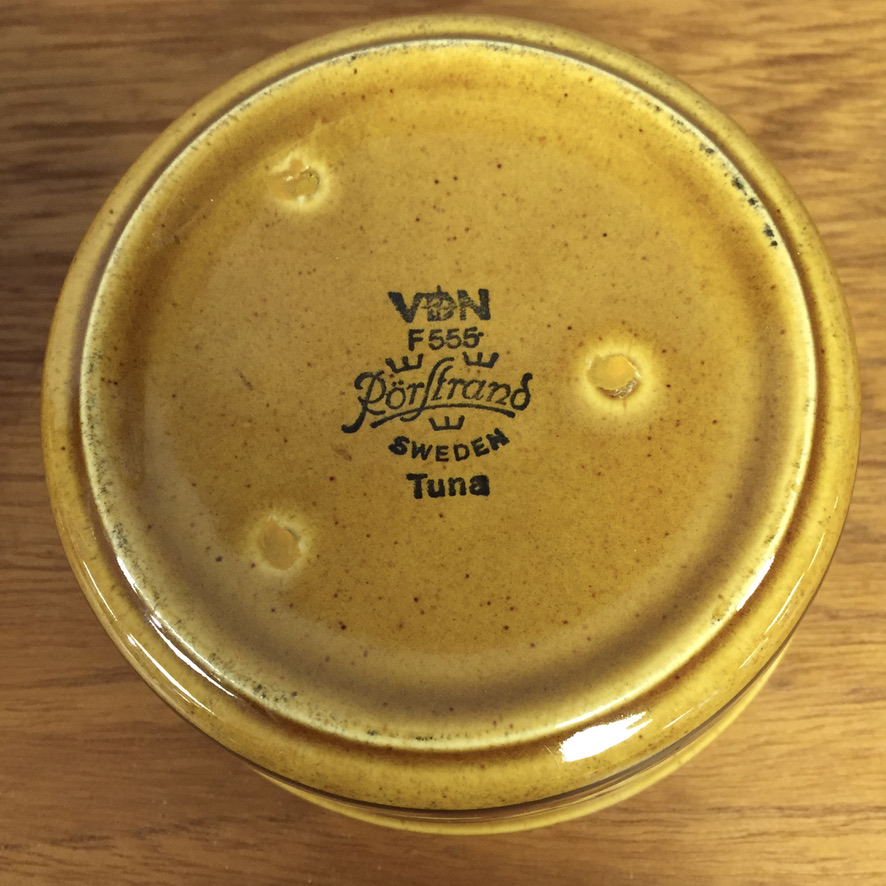 VDN
F555
Rörstrand
SWEDEN
Tuna